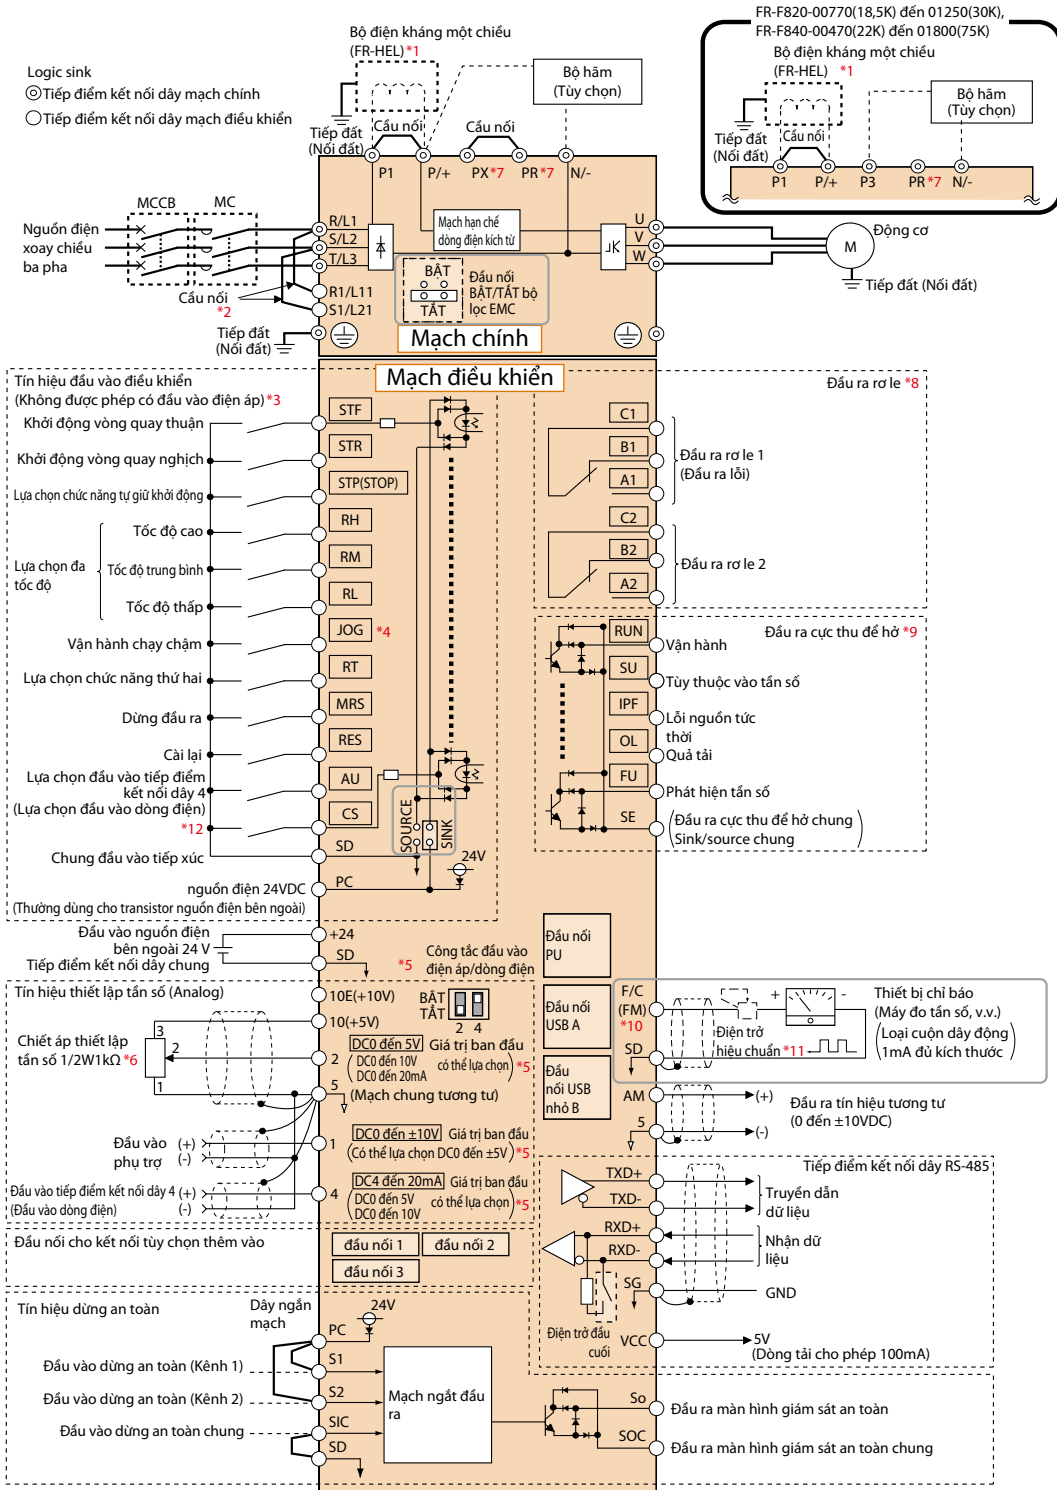 FR-F820-00770(18,5K) đến 01250(30K),
FR-F840-00470(22K) đến 01800(75K)
Bộ điện kháng một chiều
(FR-HEL) *1
Bộ hãm
(Tùy chọn)
Tiếp đất
(Nối đất)
Cầu nối
P1
P/+
P3
PR*7
N/-
Bộ điện kháng một chiều
(FR-HEL) *1
Bộ hãm
(Tùy chọn)
Logic sink
Tiếp điểm kết nối dây mạch chính
Tiếp điểm kết nối dây mạch điều khiển
Tiếp đất
(Nối đất)
Cầu nối
Cầu nối
P1
P/+
PX*7
PR*7
N/-
MCCB
MC
Nguồn điện
xoay chiều
ba pha
R/L1
S/L2
T/L3
R1/L11
S1/L21
Cầu nối
*2
Mạch hạn chế
dòng điện kích từ
BẬT
TẮT
Đầu nối
BẬT/TẮT bộ
lọc EMC
U
V
W
M
Động cơ
Tiếp đất (Nối đất)
Tiếp đất
(Nối đất)
Mạch chính
Mạch điều khiển
Tín hiệu đầu vào điều khiển
(Không được phép có đầu vào điện áp)*3
Khởi động vòng quay thuận
STF
Khởi động vòng quay nghịch
STR
Lựa chọn chức năng tự giữ khởi động
STP(STOP)
Lựa chọn đa
tốc độ
Tốc độ cao
RH
Tốc độ trung bình
RM
Tốc độ thấp
RL
Vận hành chạy chậm
JOG *4
Lựa chọn chức năng thứ hai
RT
Dừng đầu ra
MRS
Cài lại
RES
Lựa chọn đầu vào tiếp điểm
kết nối dây 4
(Lựa chọn đầu vào dòng điện)
AU
*12
CS
SOURCE
SINK
Chung đầu vào tiếp xúc
SD
24V
nguồn điện 24VDC
PC
(Thường dùng cho transistor nguồn điện bên ngoài)
Đầu ra rơ le *8
C1
B1
A1
Đầu ra rơ le 1
(Đầu ra lỗi)
C2
B2
A2
Đầu ra rơ le 2
Đầu ra cực thu để hở *9
RUN
Vận hành
SU
Tùy thuộc vào tần số
IPF
Lỗi nguồn tức
thời
OL
Quả tải
FU
Phát hiện tần số
SE
(Đầu ra cực thu để hở chung)
Sink/source chung
Đầu vào nguồn điện
bên ngoài 24 V
+24
Tiếp điểm kết nối dây chung
SD
*5 Công tắc đầu vào
điện áp/dòng điện
Đầu nối
PU
Tín hiệu thiết lập tần số (Analog)
10E(+10V)
10(+5V)
BẬT
TẮT
2 4
Chiết áp thiết lập
tần số 1/2W1kΩ *6
3
2
1
2
DC0 đến 5V Giá trị ban đầu
(DC0 đến 10V
DC0 đến 20mA có thể lựa chọn) *5
5
(Mạch chung tương tự)
Đầu vào
phụ trợ
(+)
(-)
1
DC0 đến ±10V Giá trị ban đầu
(Có thể lựa chọn DC0 đến ±5V) *5
Đầu vào tiếp điểm kết nối dây 4
(Đầu vào dòng điện)
(+)
(-)
4
DC4 đến 20mA Giá trị ban đầu
(DC0 đến 5V
DC0 đến 10V có thể lựa chọn) *5
Đầu nối
USB A
Đầu
nối USB
nhỏ B
F/C
(FM)
*10
SD
+
-
Điện trở
hiệu chuẩn *11
Thiết bị chỉ báo
(Máy đo tần số, v.v.)
(Loại cuộn dây động
1mA đủ kích thước)
AM
(+)
5
(-)
Đầu ra tín hiệu tương tư
(0 đến ±10VDC)
Đầu nối cho kết nối tùy chọn thêm vào
đầu nối 1
đầu nối 2
đầu nối 3
Tiếp điểm kết nối dây RS-485
TXD+
TXD-
Truyền dẫn
dữ liệu
RXD+
RXD-
Nhận dữ
liệu
SG
GND
Điện trở đầu
cuối
VCC
5V
(Dòng tải cho phép 100mA)
Tín hiệu dừng an toàn
Dây ngắn
mạch
24V
PC
Đầu vào dừng an toàn (Kênh 1)
S1
Đầu vào dừng an toàn (Kênh 2)
S2
Đầu vào dừng an toàn chung
SIC
SD
Mạch ngắt đầu
ra
So
Đầu ra màn hình giám sát an toàn
SOC
Đầu ra màn hình giám sát an toàn chung